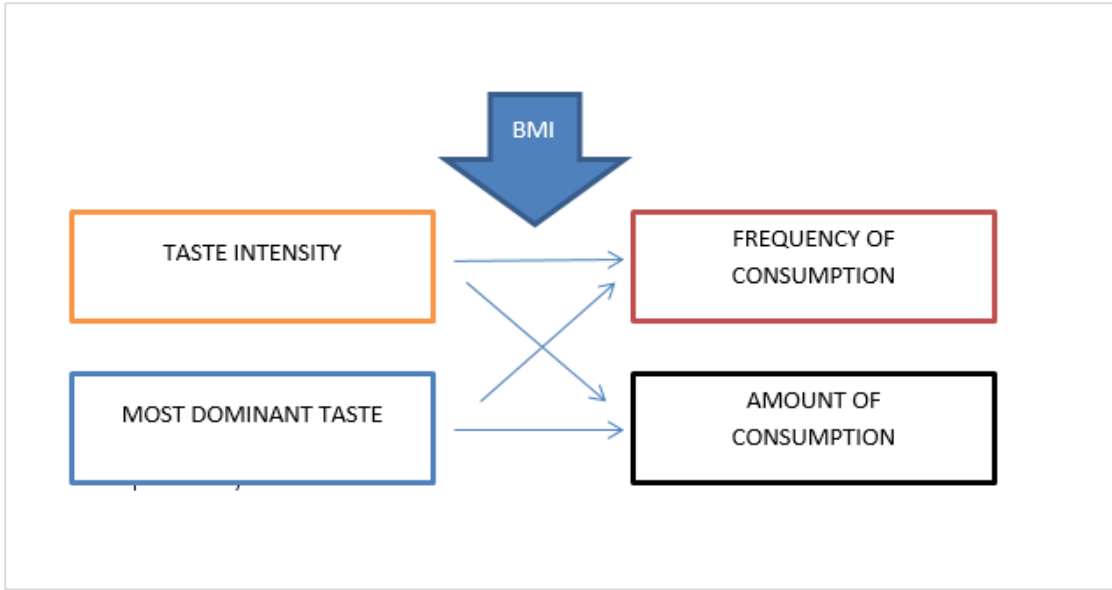 BMI
TASTE INTENSITY
FREQUENCY OF
CONSUMPTION
MOST DOMINANT TASTE
AMOUNT OF
CONSUMPTION